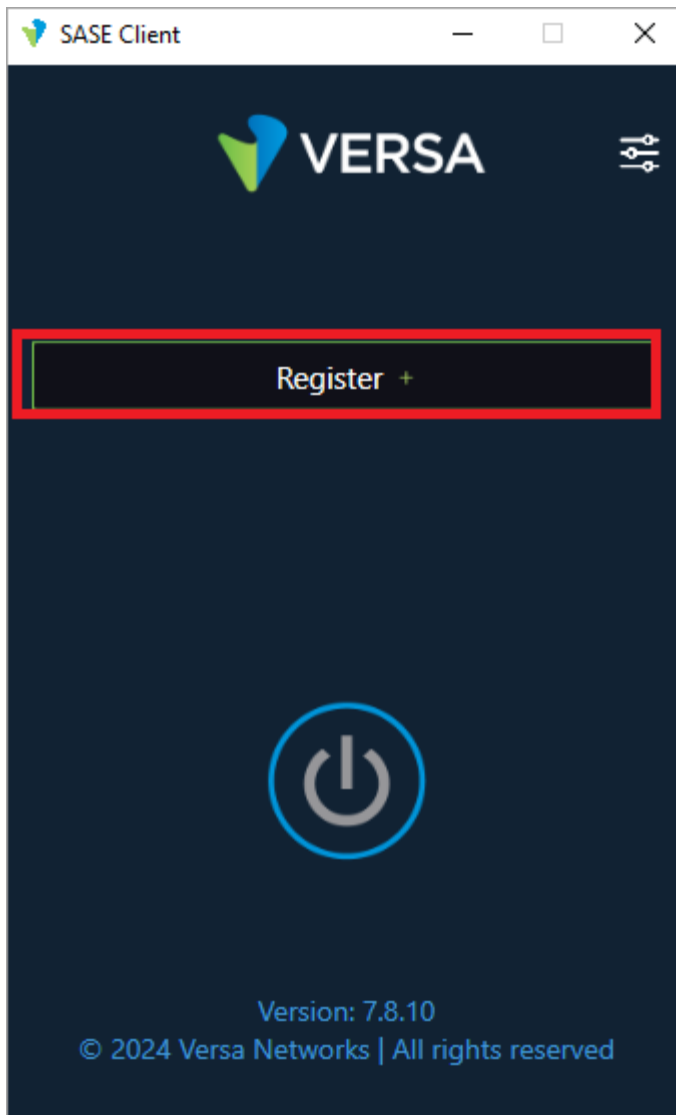 SASE Client
VERSA
Register +
Version: 7.8.10
© 2024 Versa Networks | All rights reserved